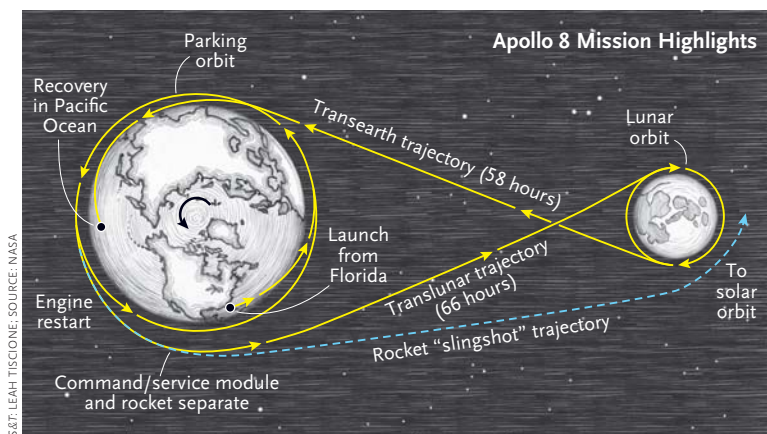 Apollo 8 Mission Highlights
Parking
orbit
Recovery
in Pacific
Ocean
Transearth trajectory (58 hours)
Lunar
orbit
Launch
from
Florida
Engine
restart
Translunar trajectory
(66 hours)
To
solar
orbit
Rocket “slingshot” trajectory
Command/service module
and rocket separate
S&T: LEAH TISCIONE; SOURCE: NASA